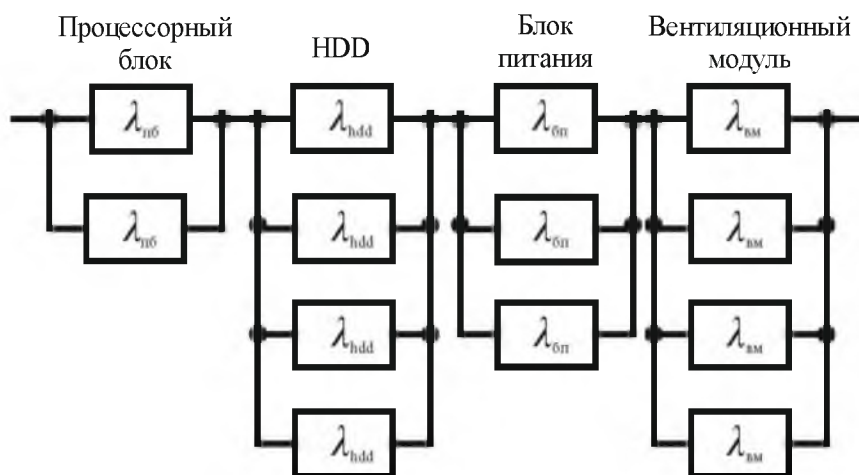 Процессорный
блок
HDD
Блок
питания
Вентиляционный
модуль
λпб
λhdd
λбп
λвм
λпб
λhdd
λбп
λвм
λhdd
λбп
λвм
λhdd
λвм